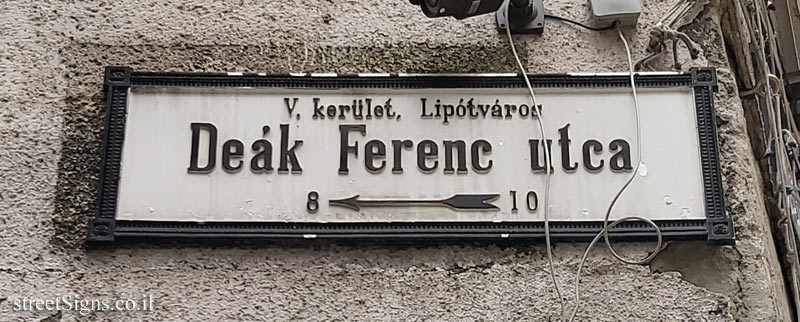 V. kerület, Lipótváros
Deák Ferenc utca
8 10
streetSigns.co.il